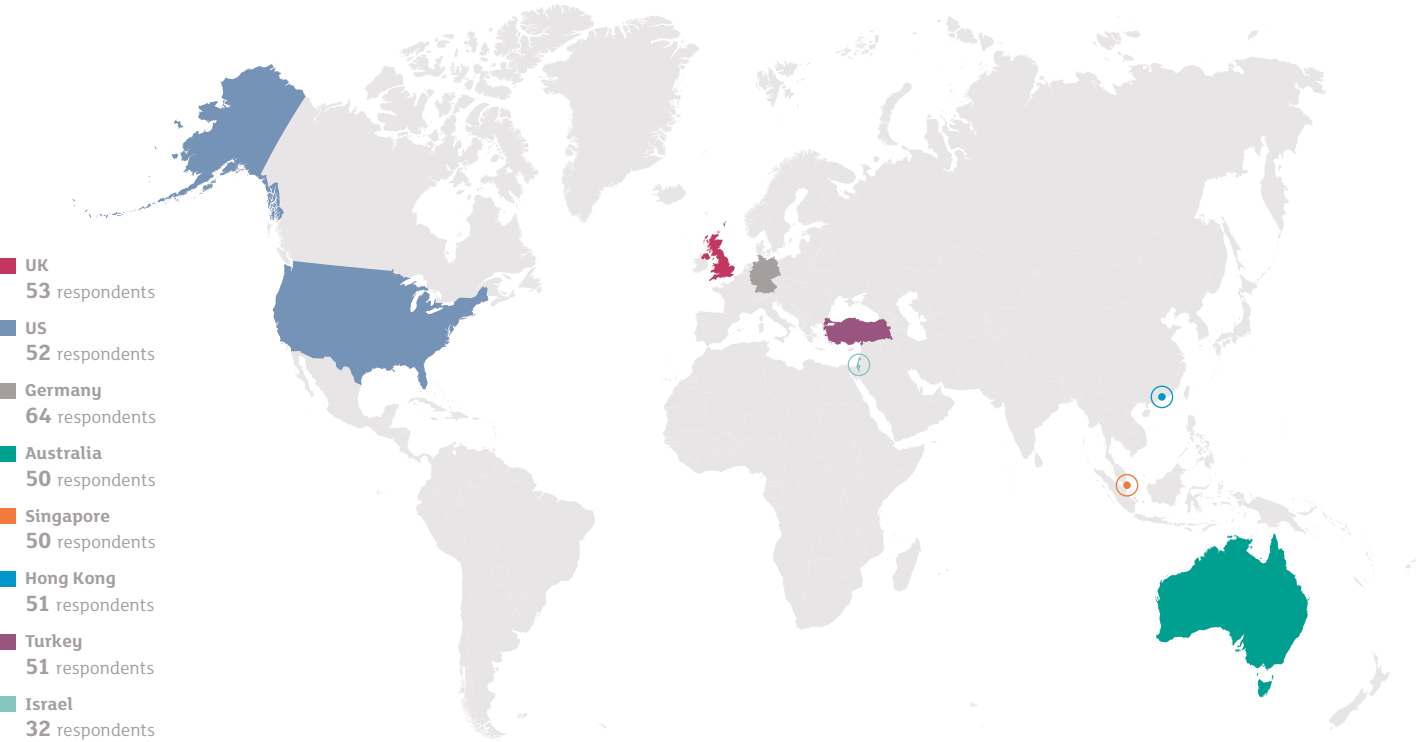 UK
53 respondents
US
52 respondents
Germany
64 respondents
Australia
50 respondents
Singapore
50 respondents
Hong Kong
51 respondents
Turkey
51 respondents
Israel
32 respondents